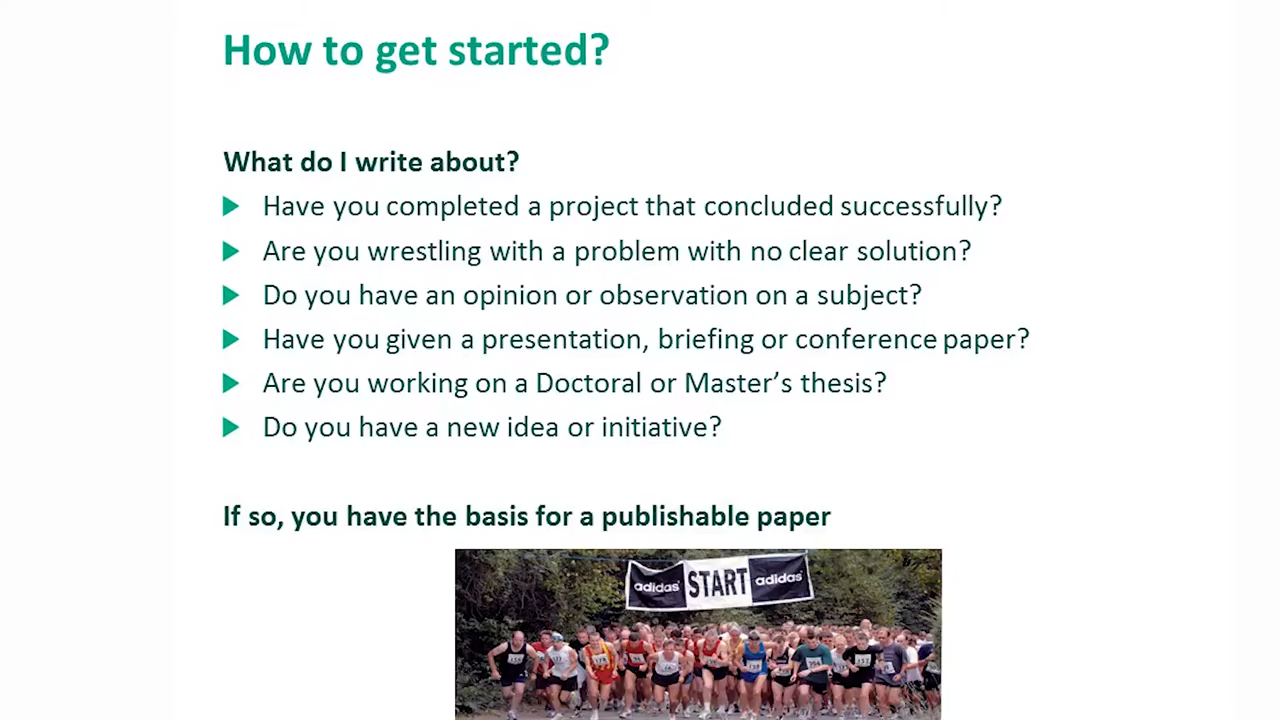 How to get started?
What do I write about?
Have you completed a project that concluded successfully?
Are you wrestling with a problem with no clear solution?
Do you have an opinion or observation on a subject?
Have you given a presentation, briefing or conference paper?
Are you working on a Doctoral or Master's thesis?
Do you have a new idea or initiative?
If so, you have the basis for a publishable paper
adidas START adidas